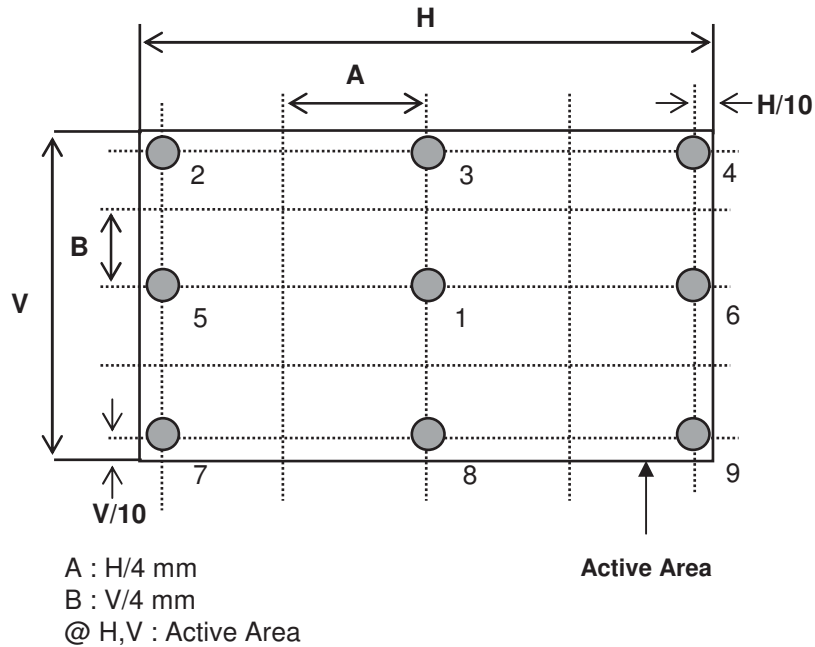 H
A
H/10
2 3 4
B
V
5 1 6
7 8 9
V/10
Active Area
A : H/4 mm
B : V/4 mm
@ H,V : Active Area